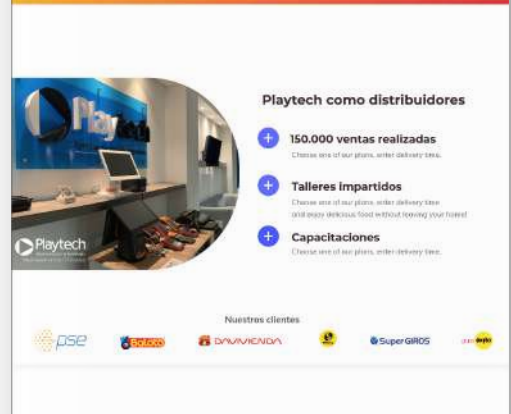 Playtech
Playtech
Playtech como distribuidores
150.000 ventas realizadas
Choose one of our plans, enter delivery time.
Talleres impartidos
Choose one of our plans, enter delivery time
and enjoy delicious food without leaving your home!
Capacitaciones
Choose one of our plans, enter delivery time.
Nuestros clientes
pse
Baloto
DAVIVIENDA
SuperGIROS